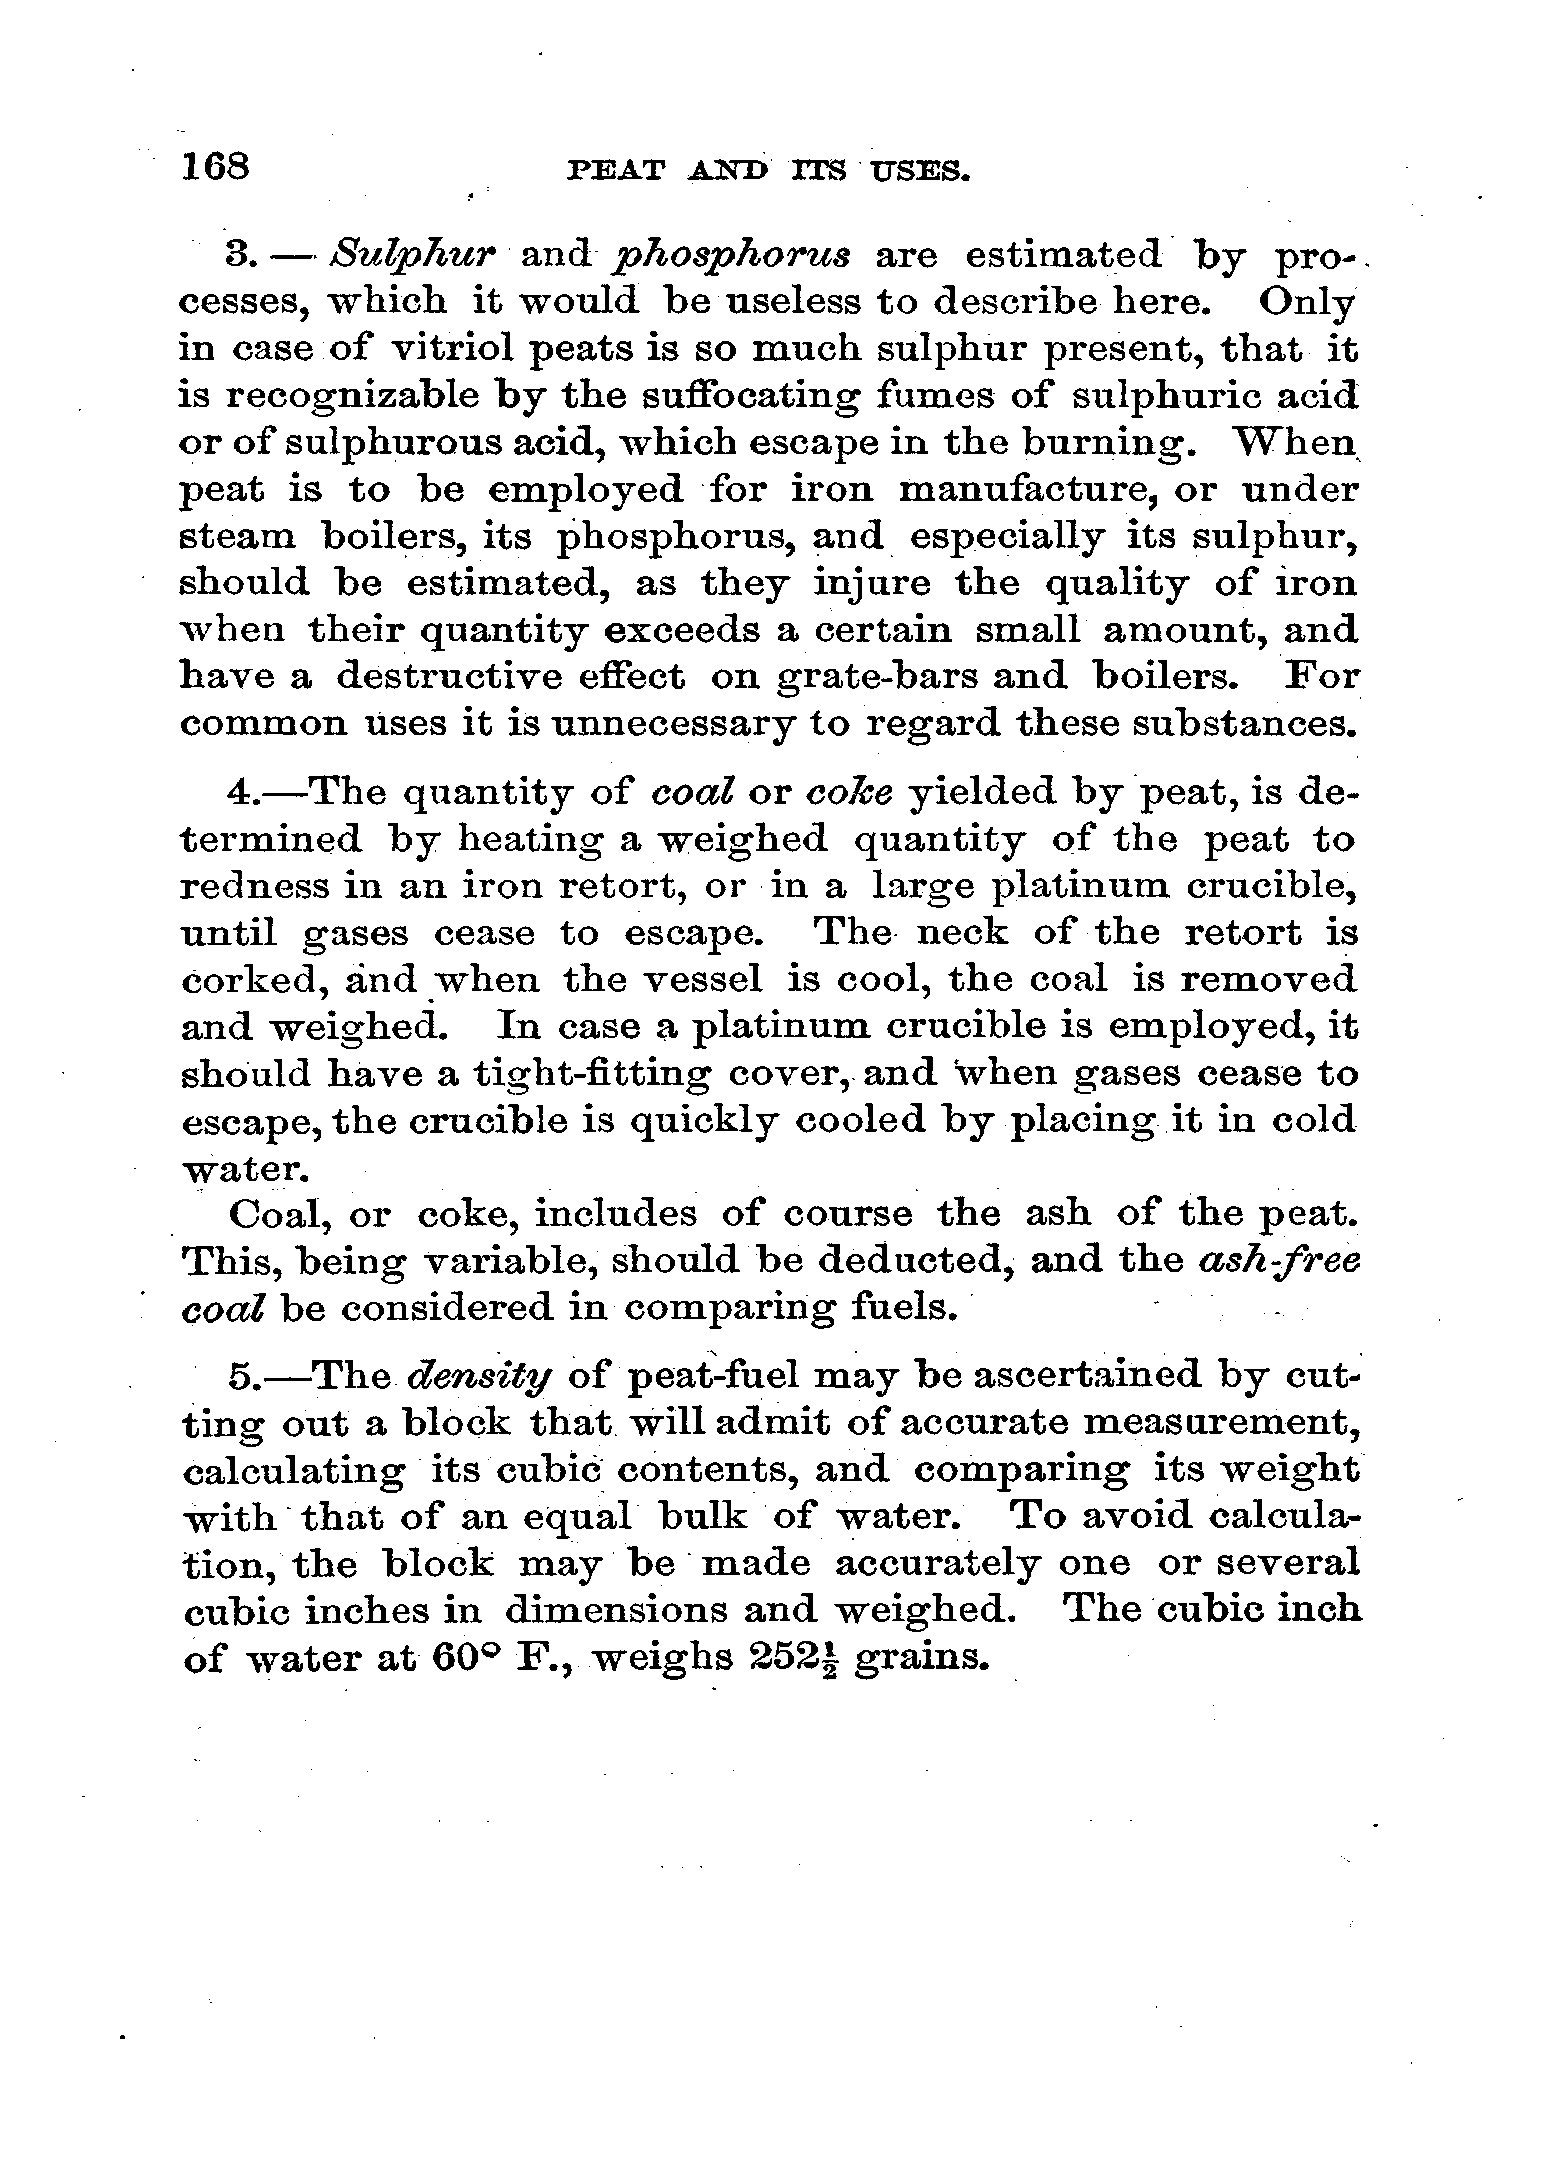 168 PEAT AND ITS USES.
3. — Sulphur and phosphorus are estimated by pro-
cesses, which it would be useless to describe here. Only
in case of vitriol peats is so much sulphur present, that it
is recognizable by the suffocating fumes of sulphuric acid
or of sulphurous acid, which escape in the burning. When
peat is to be employed for iron manufacture, or under
steam boilers, its phosphorus, and especially its sulphur,
should be estimated, as they injure the quality of iron
when their quantity exceeds a certain small amount, and
have a destructive effect on grate-bars and boilers. For
common uses it is unnecessary to regard these substances.
4.—The quantity of coal or coke yielded by peat, is de-
termined by heating a weighed quantity of the peat to
redness in an iron retort, or in a large platinum crucible,
until gases cease to escape. The neck of the retort is
corked, and when the vessel is cool, the coal is removed
and weighed. In case a platinum crucible is employed, it
should have a tight-fitting cover, and when gases cease to
escape, the crucible is quickly cooled by placing it in cold
water.
Coal, or coke, includes of course the ash of the peat.
This, being variable, should be deducted, and the ash-free
coal be considered in comparing fuels.
5.—The density of peat-fuel may be ascertained by cut-
ting out a block that will admit of accurate measurement,
calculating its cubic contents, and comparing its weight
with that of an equal bulk of water. To avoid calcula-
tion, the block may be made accurately one or several
cubic inches in dimensions and weighed. The cubic inch
of water at 60° F., weighs 252½ grains.